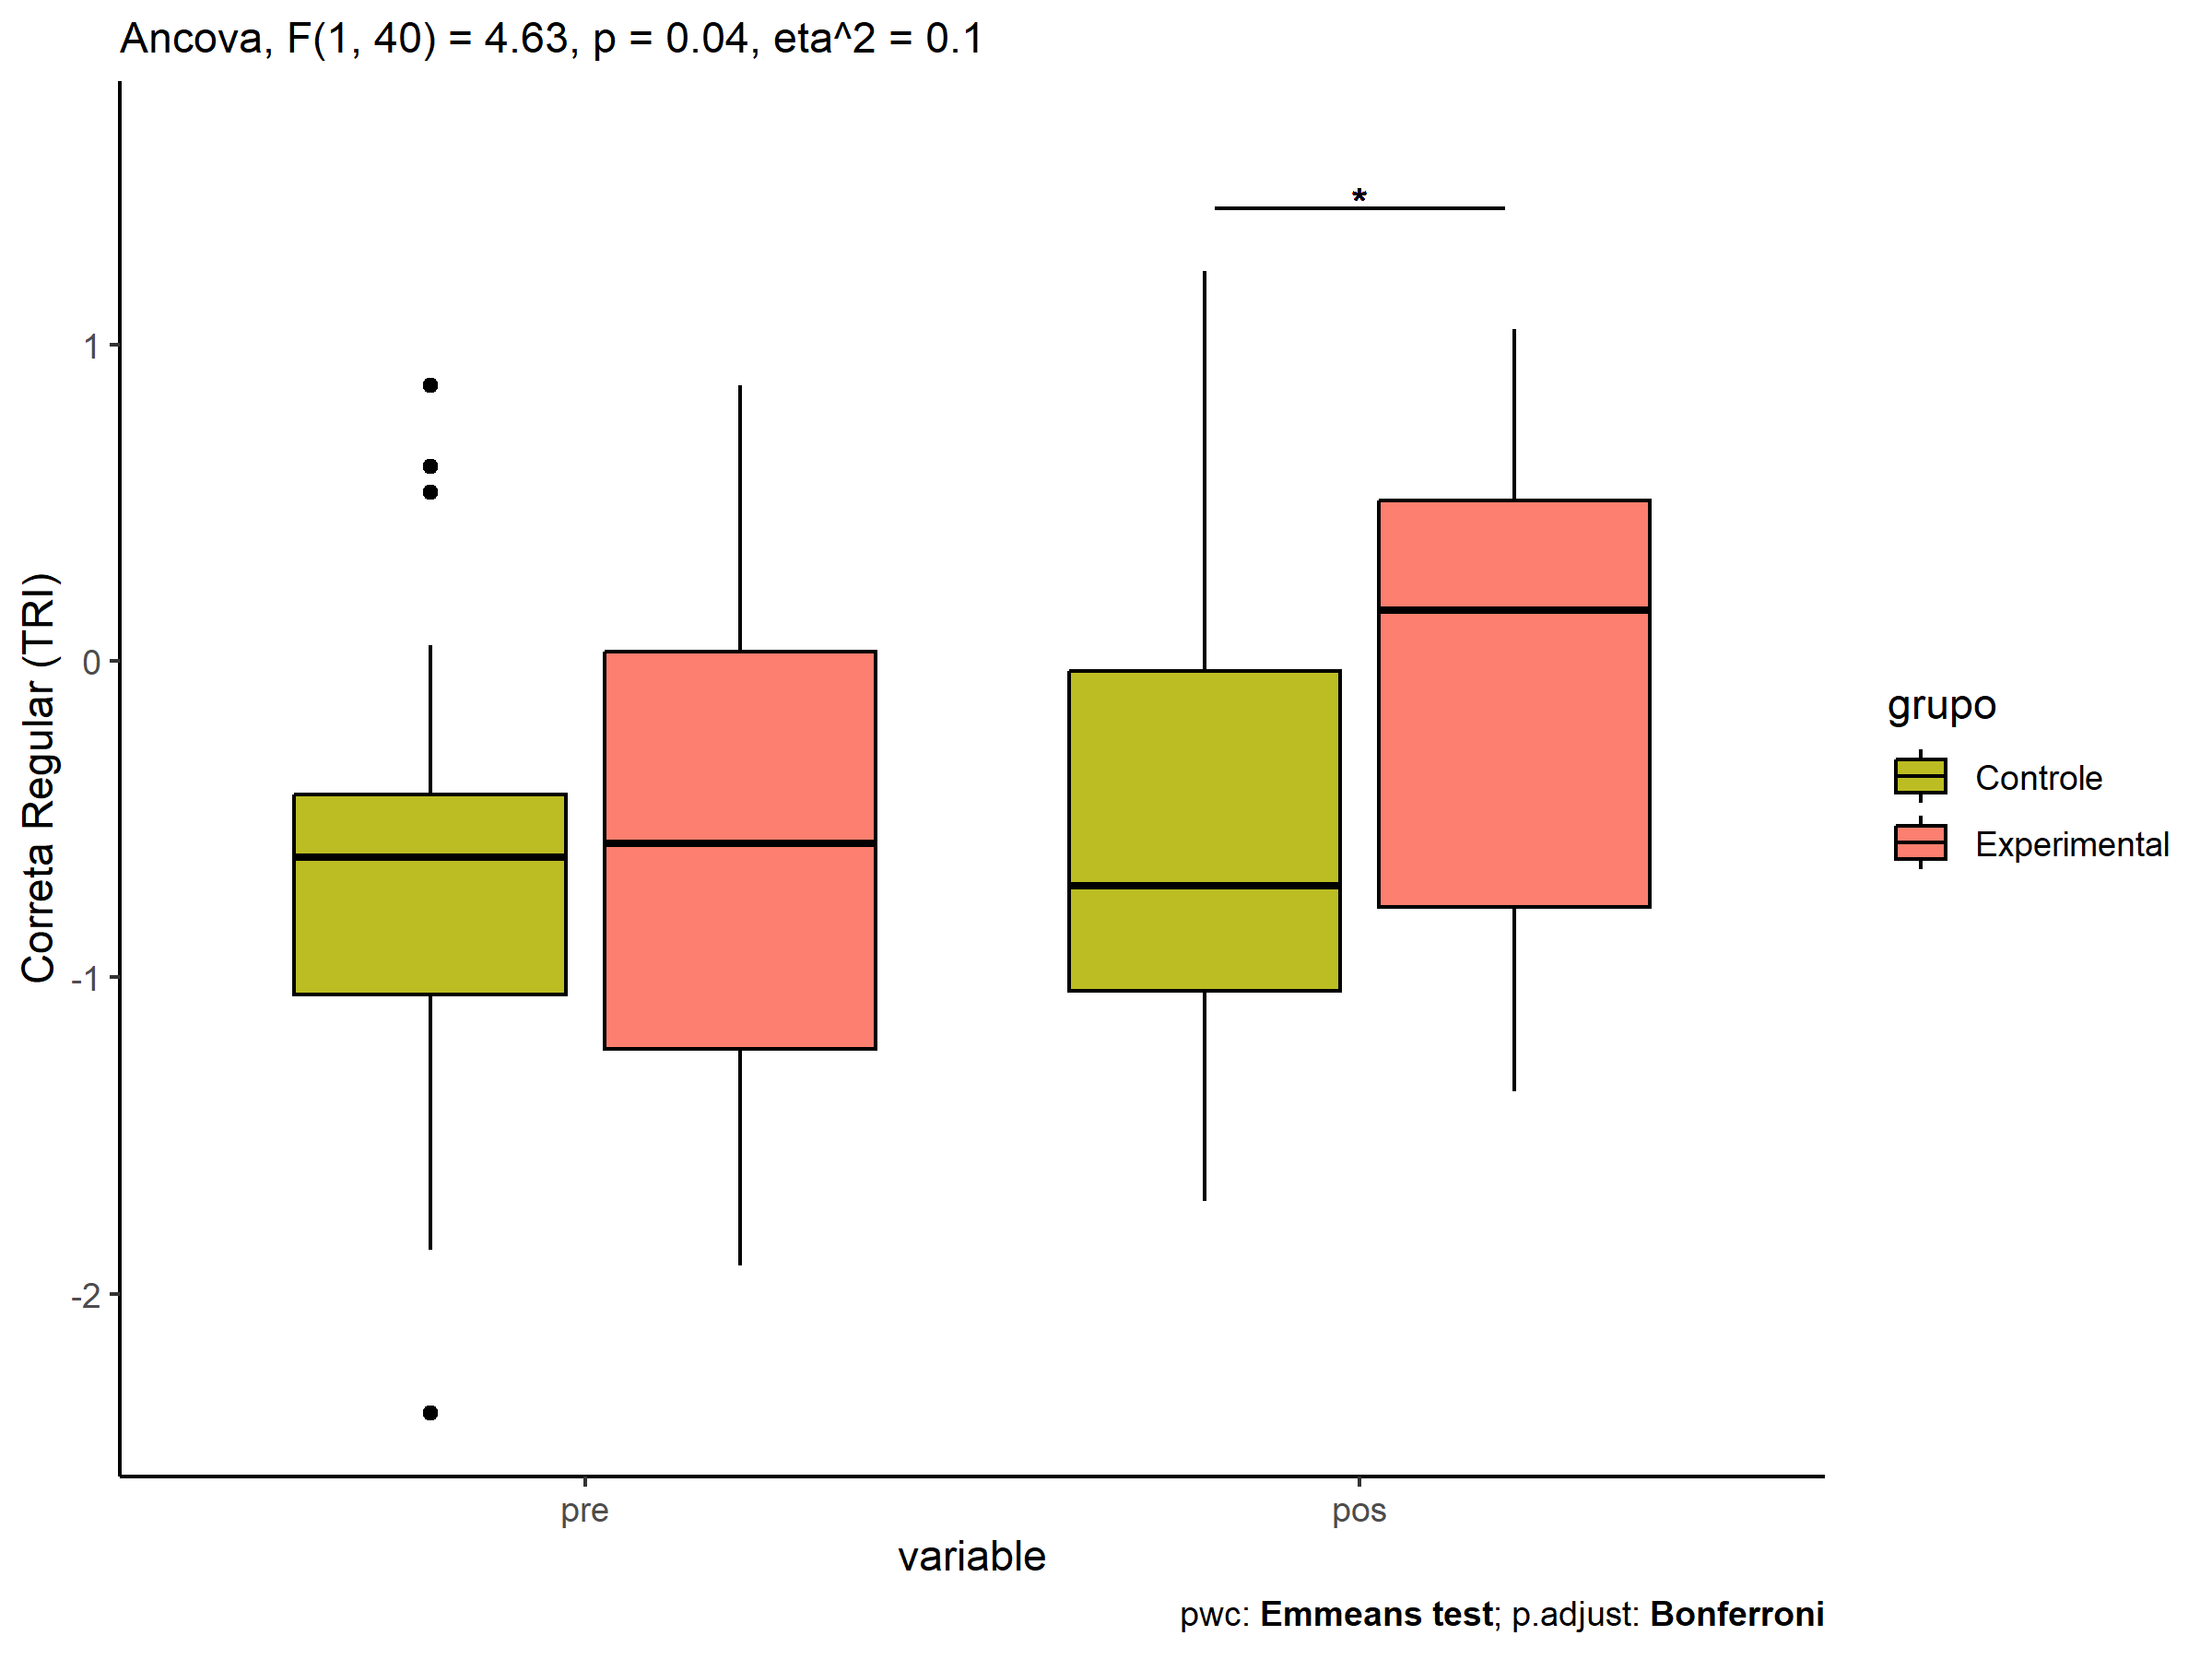 Ancova, F(1, 40) = 4.63, p = 0.04, eta^2 = 0.1
*
Correta Regular (TRI)
1
0
-1
-2
pre
pos
variable
grupo
Controle
Experimental
pwc: Emmeans test; p.adjust: Bonferroni